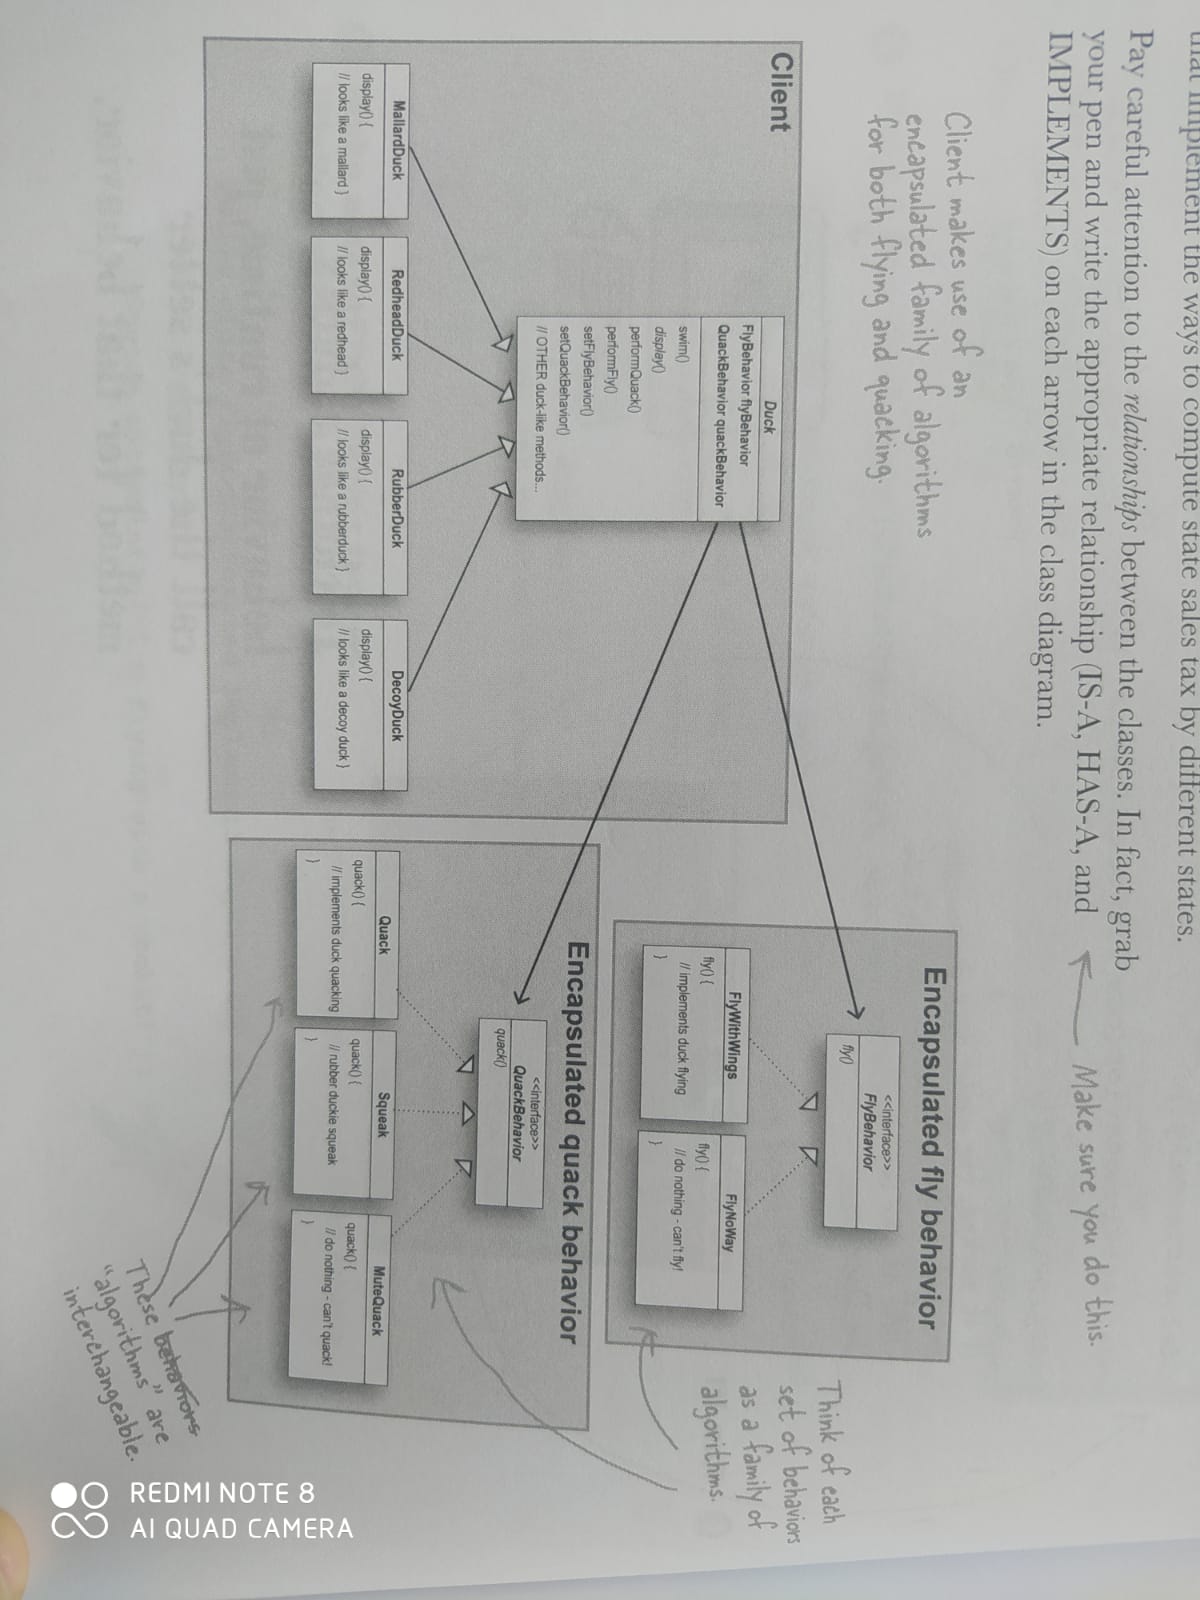 that implement the ways to compute state sales tax by different states.
Pay careful attention to the relationships between the classes. In fact, grab
your pen and write the appropriate relationship (IS-A, HAS-A, and
IMPLEMENTS) on each arrow in the class diagram.
Make sure you do this.
Client makes use of an
encapsulated family of algorithms
for both flying and quacking.
Client
Duck
FlyBehavior flyBehavior
QuackBehavior quackBehavior
swim()
display()
performQuack()
performFly()
setFlyBehavior()
setQuackBehavior()
// OTHER duck-like methods...
MallardDuck
display() {
// looks like a mallard }
RedheadDuck
display() {
// looks like a redhead }
RubberDuck
display() {
// looks like a rubberduck }
DecoyDuck
display() {
// looks like a decoy duck }
Encapsulated fly behavior
<<interface>>
FlyBehavior
fly()
FlyWithWings
fly() {
// implements duck flying
}
FlyNoWay
fly() {
// do nothing - can't fly!
}
Encapsulated quack behavior
<<interface>>
QuackBehavior
quack()
Quack
quack() {
// implements duck quacking
}
Squeak
quack() {
// rubber duckie squeak
}
MuteQuack
quack() {
// do nothing - can't quack!
}
Think of each
set of behaviors
as a family of
algorithms.
These behaviors
“algorithms” are
interchangeable.
REDMI NOTE 8
AI QUAD CAMERA